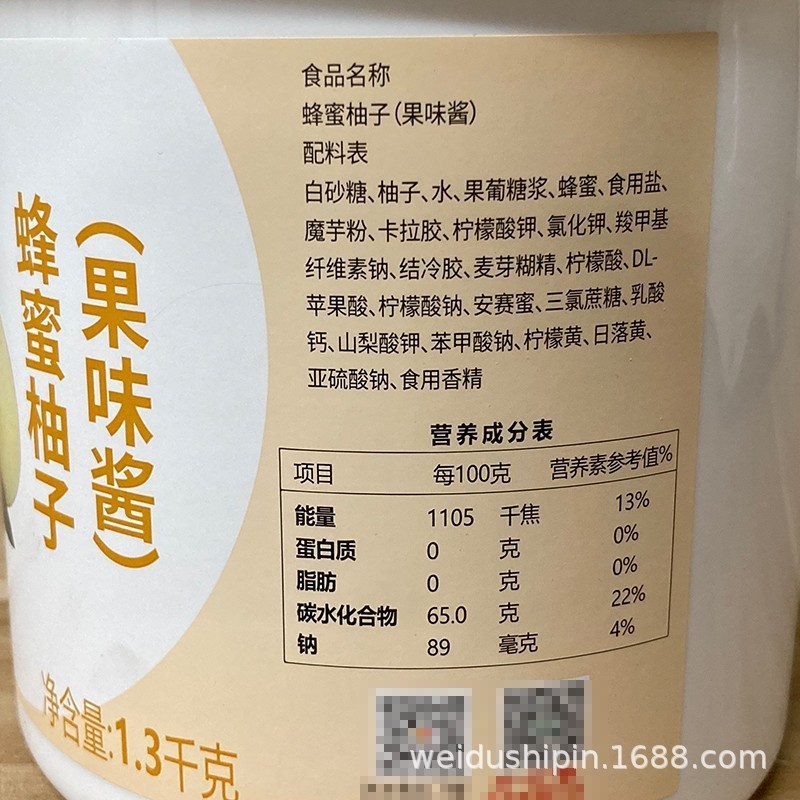 食品名称
蜂蜜柚子(果味酱)
配料表
白砂糖、柚子、水、果葡糖浆、蜂蜜、食用盐、
魔芋粉、卡拉胶、柠檬酸钾、氯化钾、羧甲基
纤维素钠、结冷胶、麦芽糊精、柠檬酸、DL-
苹果酸、柠檬酸钠、安赛蜜、三氯蔗糖、乳酸
钙、山梨酸钾、苯甲酸钠、柠檬黄、日落黄、
亚硫酸钠、食用香精
营养成分表
项目 每100克 营养素参考值%
能量 1105 千焦 13%
蛋白质 0 克 0%
脂肪 0 克 0%
碳水化合物 65.0 克 22%
钠 89 毫克 4%
蜂蜜柚子
(果味酱)
净含量:1.3千克
weidushipin.1688.com